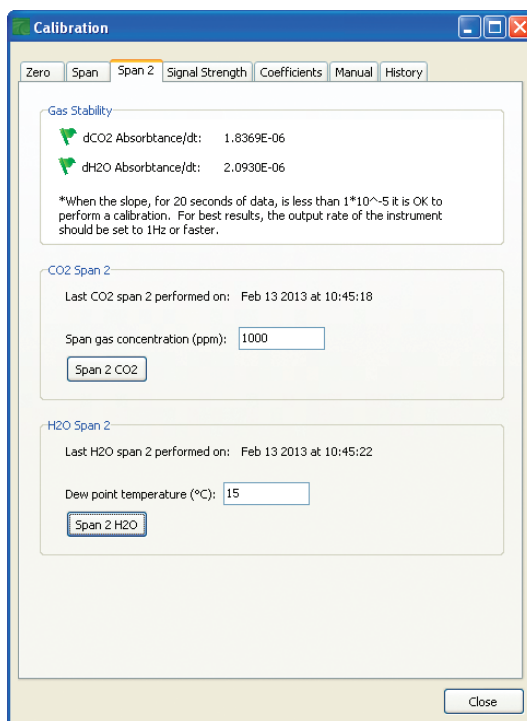 Calibration
Zero Span Span 2 Signal Strength Coefficients Manual History
Gas Stability
dCO2 Absorbtance/dt: 1.8369E-06
dH2O Absorbtance/dt: 2.0930E-06
*When the slope, for 20 seconds of data, is less than 1*10^-5 it is OK to
perform a calibration. For best results, the output rate of the instrument
should be set to 1Hz or faster.
CO2 Span 2
Last CO2 span 2 performed on: Feb 13 2013 at 10:45:18
Span gas concentration (ppm): 1000
Span 2 CO2
H2O Span 2
Last H2O span 2 performed on: Feb 13 2013 at 10:45:22
Dew point temperature (°C): 15
Span 2 H2O
Close